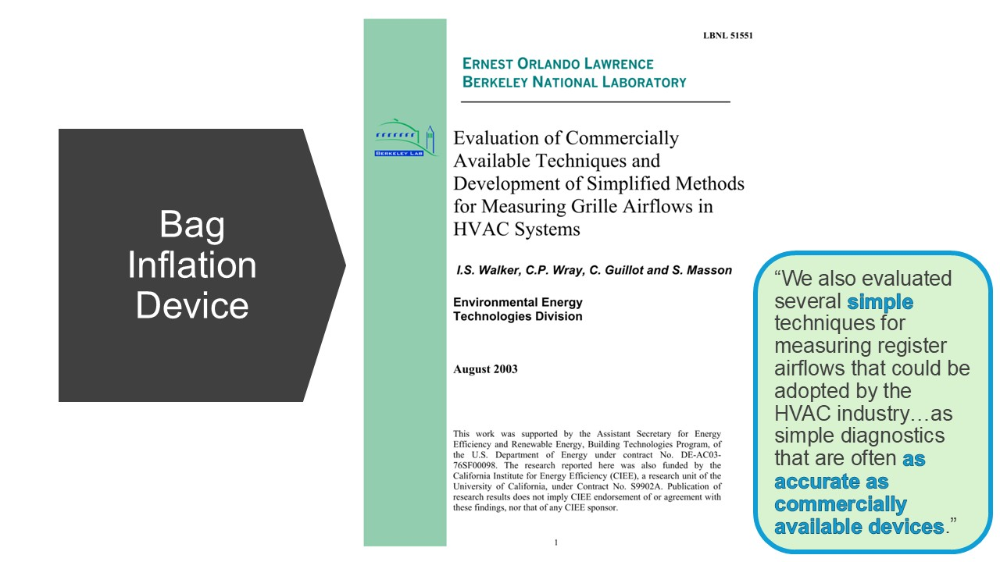 Bag
Inflation
Device
LBNL 51551
ERNEST ORLANDO LAWRENCE
BERKELEY NATIONAL LABORATORY
BERKELEY LAB
Evaluation of Commercially
Available Techniques and
Development of Simplified Methods
for Measuring Grille Airflows in
HVAC Systems
I.S. Walker, C.P. Wray, C. Guillot and S. Masson
Environmental Energy
Technologies Division
August 2003
This work was supported by the Assistant Secretary for Energy
Efficiency and Renewable Energy, Building Technologies Program, of
the U.S. Department of Energy under contract No. DE-AC03-
76SF00098. The research reported here was also funded by the
California Institute for Energy Efficiency (CIEE), a research unit of the
University of California, under Contract No. S9902A. Publication of
research results does not imply CIEE endorsement of or agreement with
these findings, nor that of any CIEE sponsor.
1
“We also evaluated
several simple
techniques for
measuring register
airflows that could be
adopted by the
HVAC industry…as
simple diagnostics
that are often as
accurate as
commercially
available devices.”